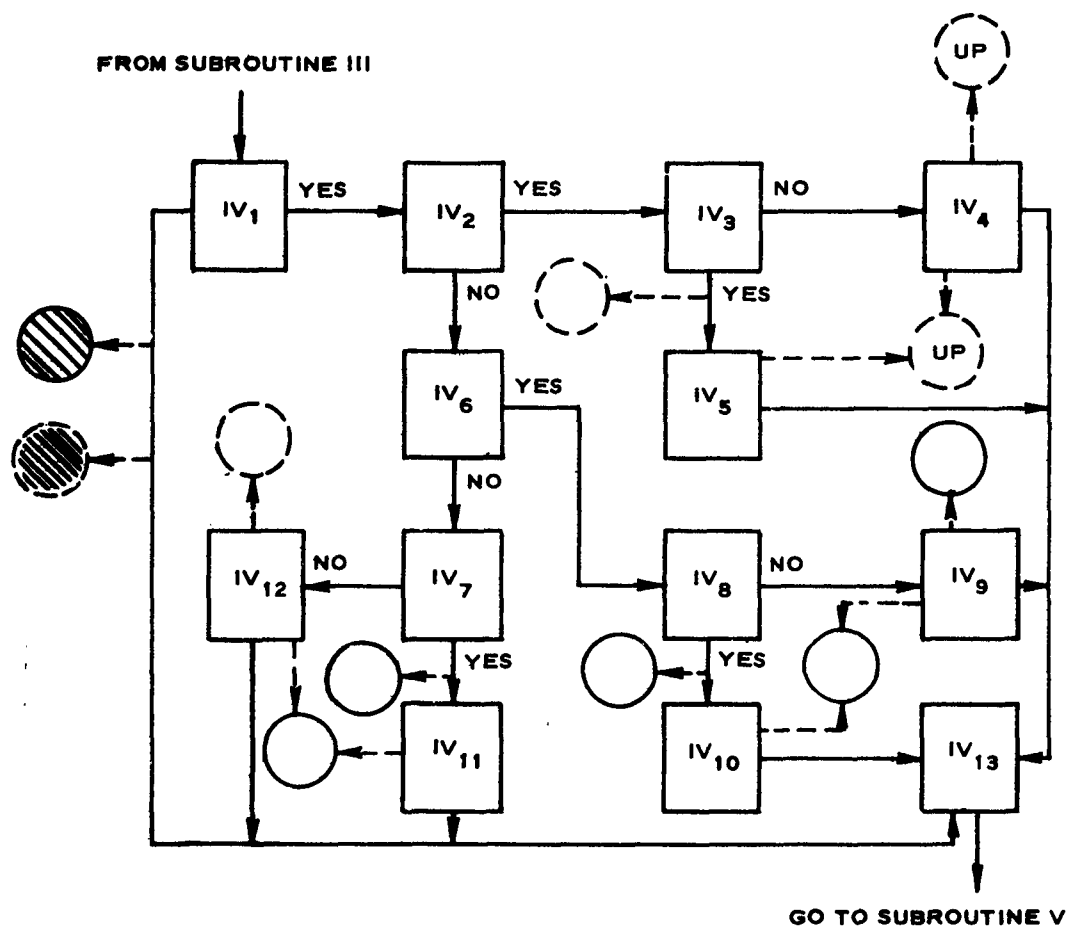 UP
FROM SUBROUTINE III
IV1
YES
IV2
YES
IV3
NO
IV4
NO
YES
UP
IV6
YES
IV5
NO
IV12
NO
IV7
IV8
NO
IV9
YES
YES
IV11
IV10
IV13
GO TO SUBROUTINE V